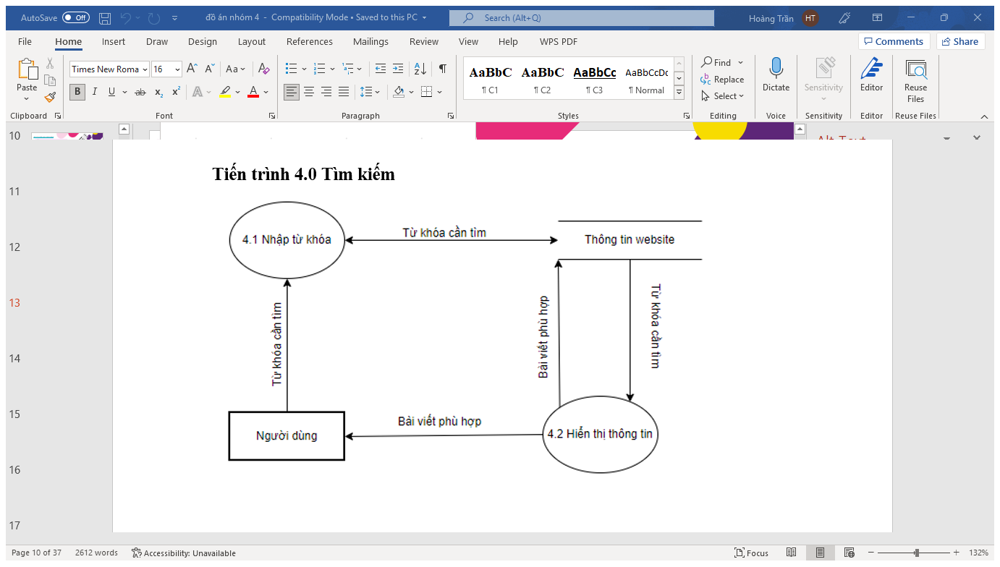 AutoSave Off đồ án nhóm 4 - Compatibility Mode • Saved to this PC Search (Alt+Q) Hoàng Trần HT
File Home Insert Draw Design Layout References Mailings Review View Help WPS PDF Comments Share
Paste
Clipboard
Times New Roma 16 Aa
B I U ab x2 x2 A A
Font
Paragraph
AaBbC AaBbC AaBbCc AaBbCcDc
¶ C1 ¶ C2 ¶ C3 ¶ Normal
Styles
Find
Replace
Select
Editing
Dictate
Voice
Sensitivity
Sensitivity
Editor
Editor
Reuse
Files
Reuse Files
10
11
12
13
14
15
16
17
Alt Text
Tiến trình 4.0 Tìm kiếm
4.1 Nhập từ khóa
Từ khóa cần tìm
Thông tin website
Từ khóa cần tìm
Bài viết phù hợp
Từ khóa cần tìm
Người dùng
Bài viết phù hợp
4.2 Hiển thị thông tin
Page 10 of 37 2612 words Accessibility: Unavailable Focus 132%